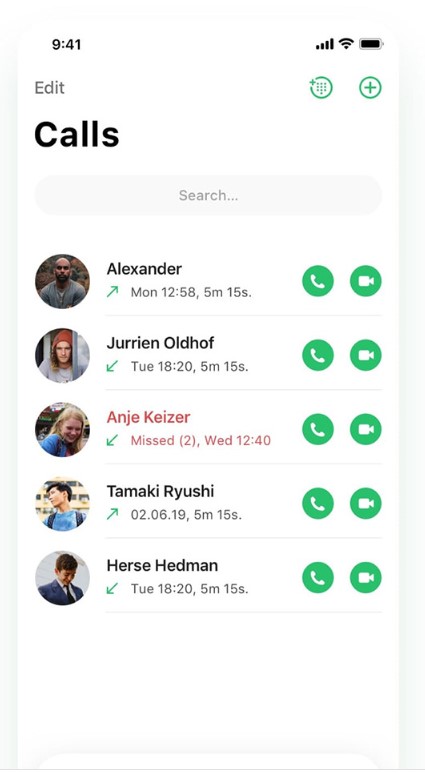 9:41
Edit
Calls
Search...
Alexander
Mon 12:58, 5m 15s.
Jurrien Oldhof
Tue 18:20, 5m 15s.
Anje Keizer
Missed (2), Wed 12:40
Tamaki Ryushi
02.06.19, 5m 15s.
Herse Hedman
Tue 18:20, 5m 15s.